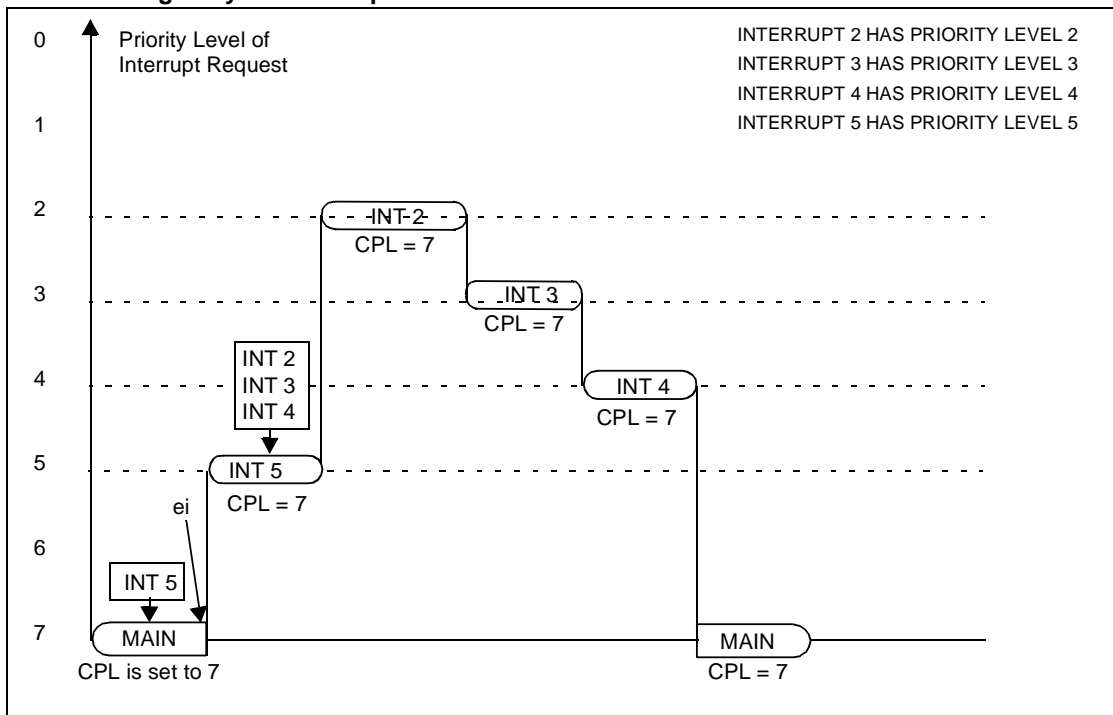 0
Priority Level of
Interrupt Request
INTERRUPT 2 HAS PRIORITY LEVEL 2
INTERRUPT 3 HAS PRIORITY LEVEL 3
INTERRUPT 4 HAS PRIORITY LEVEL 4
INTERRUPT 5 HAS PRIORITY LEVEL 5
1
2
INT 2
CPL = 7
3
INT 3
CPL = 7
INT 2
INT 3
INT 4
4
INT 4
CPL = 7
5
INT 5
CPL = 7
ei
6
INT 5
7
MAIN
CPL is set to 7
MAIN
CPL = 7